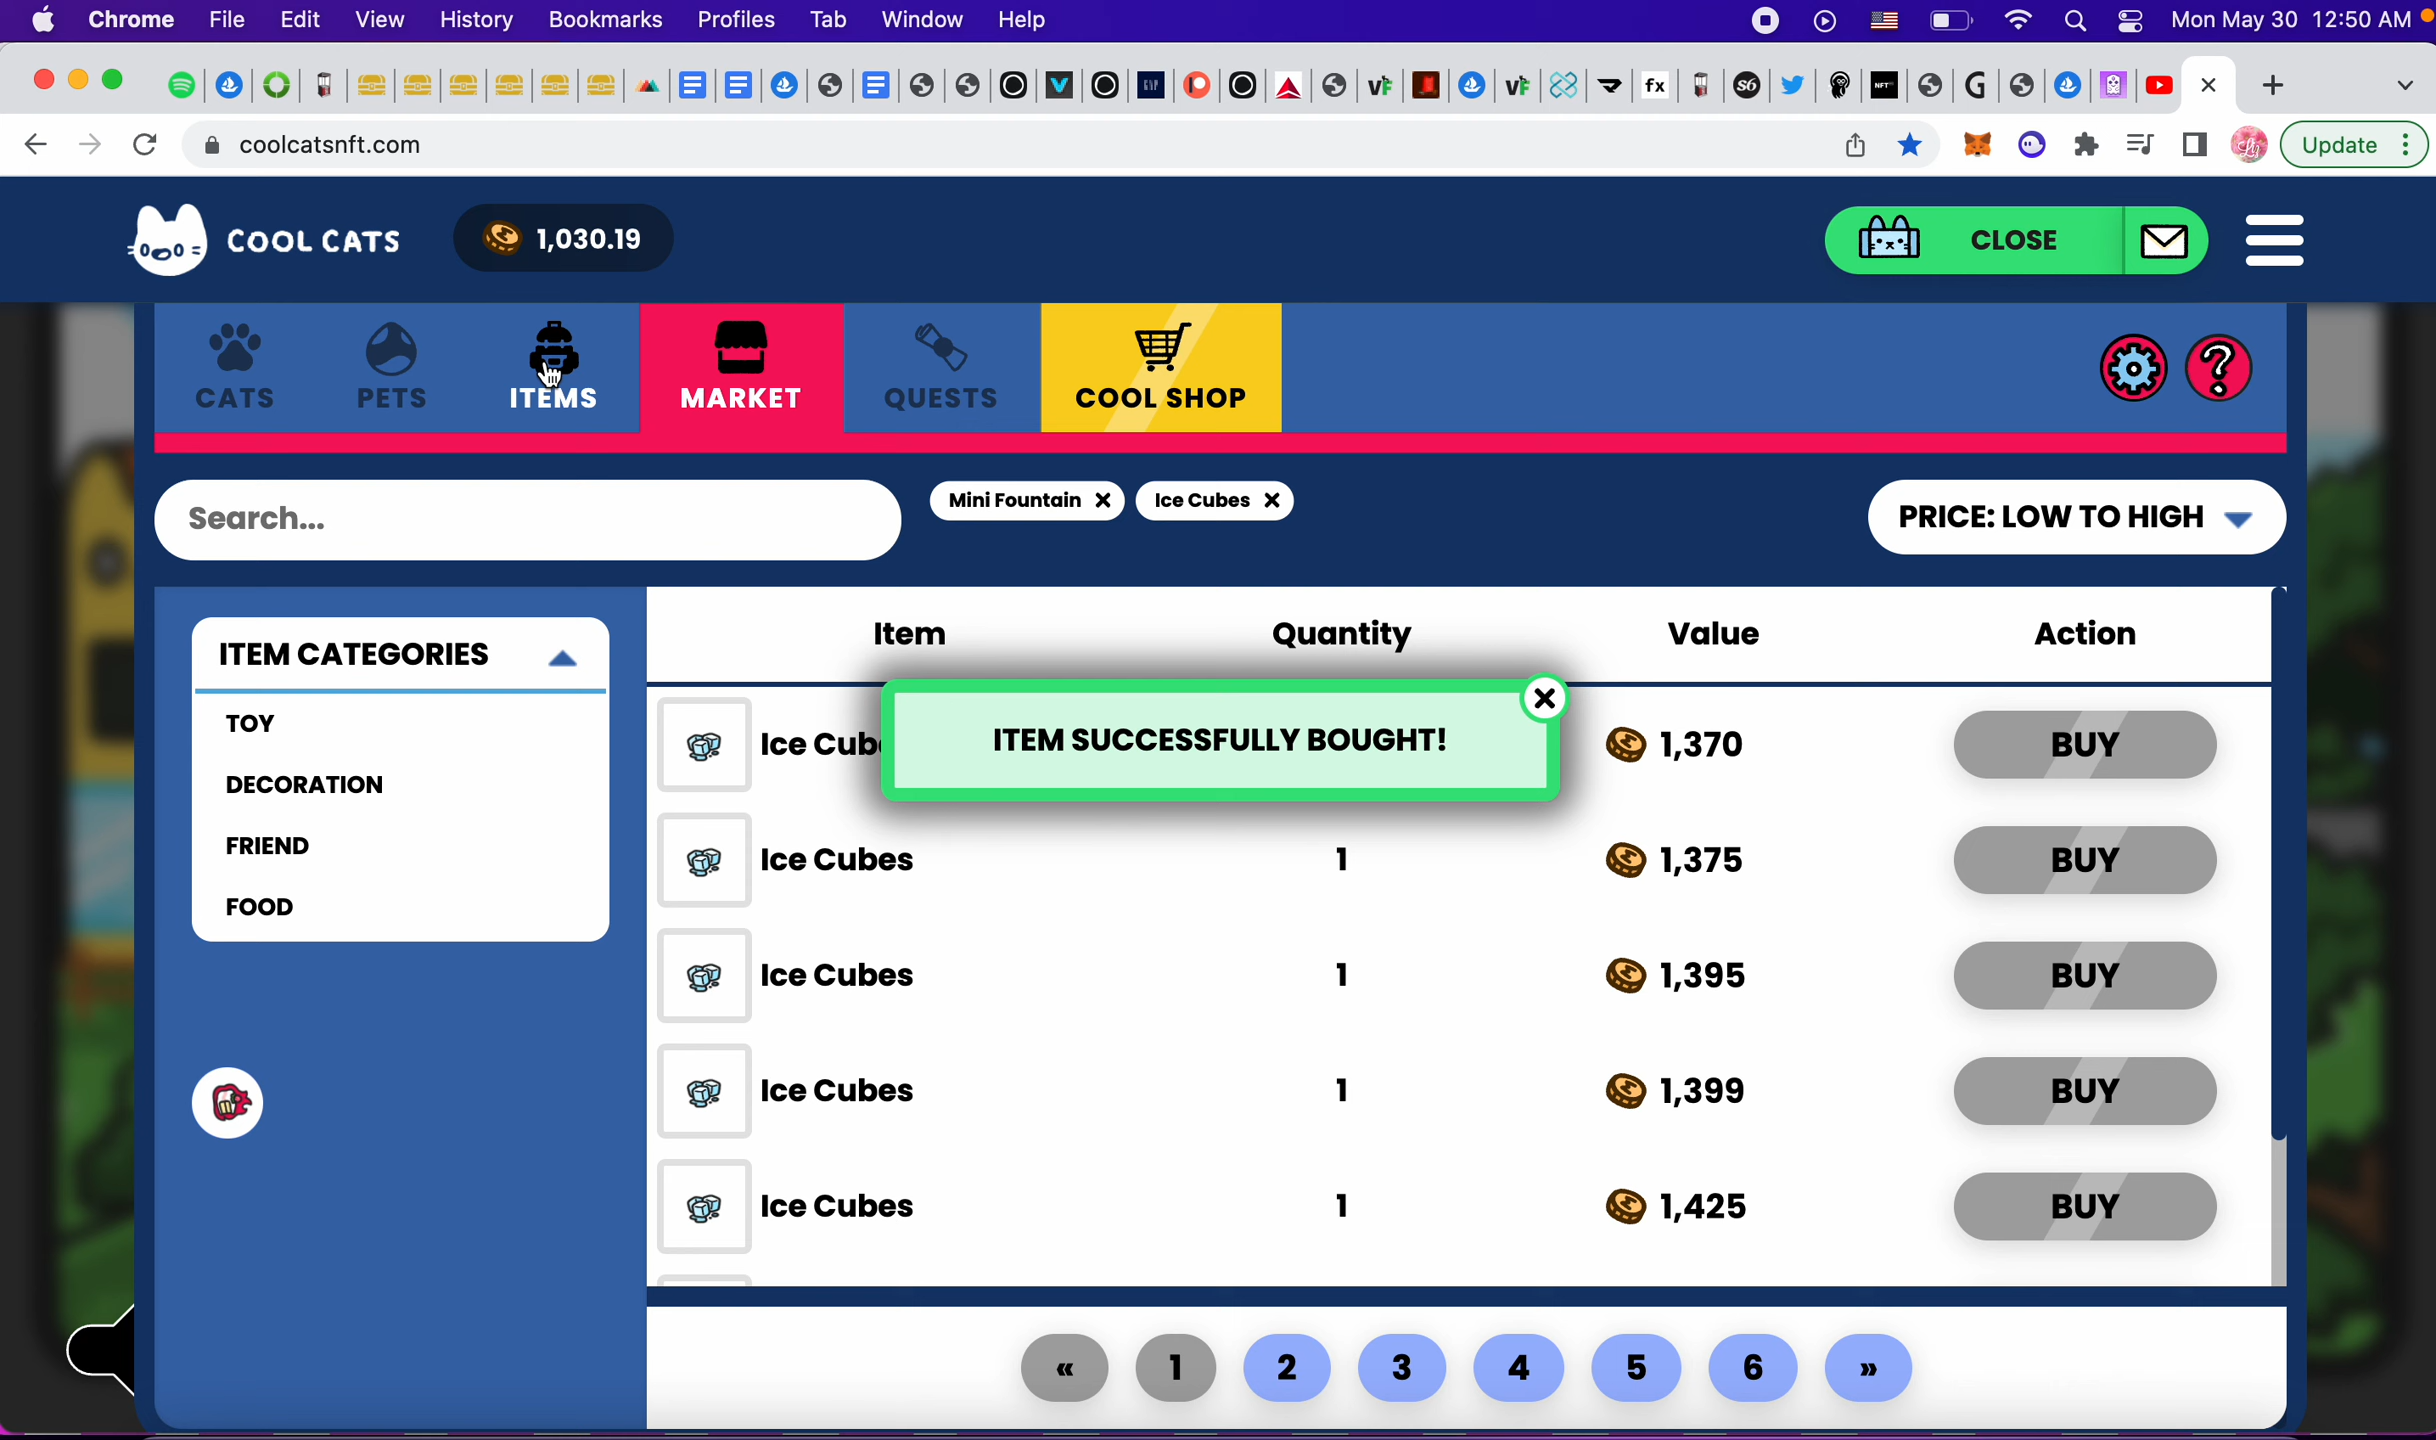 Chrome File Edit View History Bookmarks Profiles Tab Window Help Mon May 30 12:50 AM
coolcatsnft.com Update
COOL CATS 1,030.19 CLOSE
CATS PETS ITEMS MARKET QUESTS COOL SHOP ?
Search... Mini Fountain Ice Cubes PRICE: LOW TO HIGH
ITEM CATEGORIES
TOY
DECORATION
FRIEND
FOOD
Item Quantity Value Action
ITEM SUCCESSFULLY BOUGHT!
Ice Cub 1,370 BUY
Ice Cubes 1 1,375 BUY
Ice Cubes 1 1,395 BUY
Ice Cubes 1 1,399 BUY
Ice Cubes 1 1,425 BUY
« 1 2 3 4 5 6 »